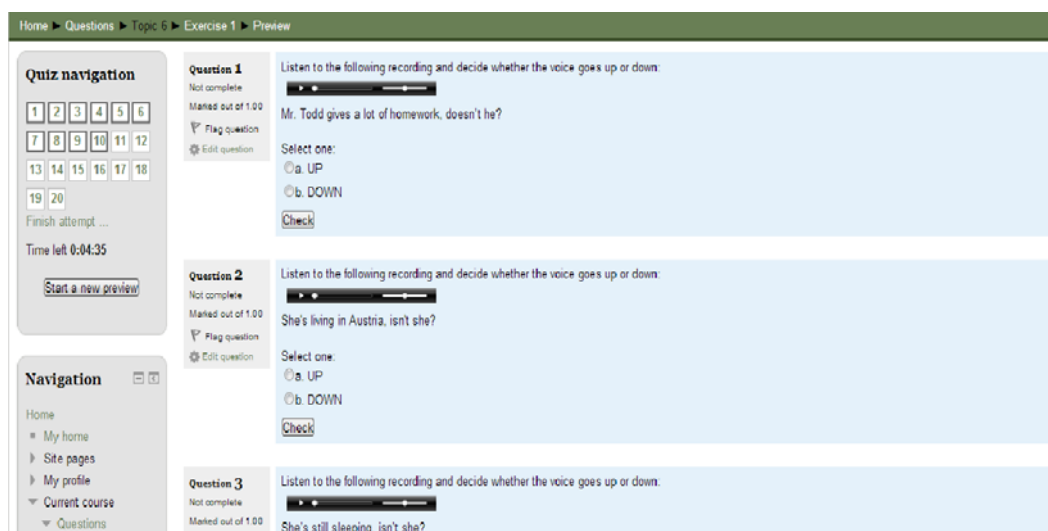 Home ► Questions ► Topic 6 ► Exercise 1 ► Preview
Quiz navigation
1 2 3 4 5 6
7 8 9 10 11 12
13 14 15 16 17 18
19 20
Finish attempt ...
Time left 0:04:35
Start a new preview
Navigation
Home
My home
Site pages
My profile
Current course
Questions
Question 1
Not complete
Marked out of 1.00
Flag question
Edit question
Listen to the following recording and decide whether the voice goes up or down:
Mr. Todd gives a lot of homework, doesn't he?
Select one:
a. UP
b. DOWN
Check
Question 2
Not complete
Marked out of 1.00
Flag question
Edit question
Listen to the following recording and decide whether the voice goes up or down:
She's living in Austria, isn't she?
Select one:
a. UP
b. DOWN
Check
Question 3
Not complete
Marked out of 1.00
Listen to the following recording and decide whether the voice goes up or down:
She's still sleeping, isn't she?